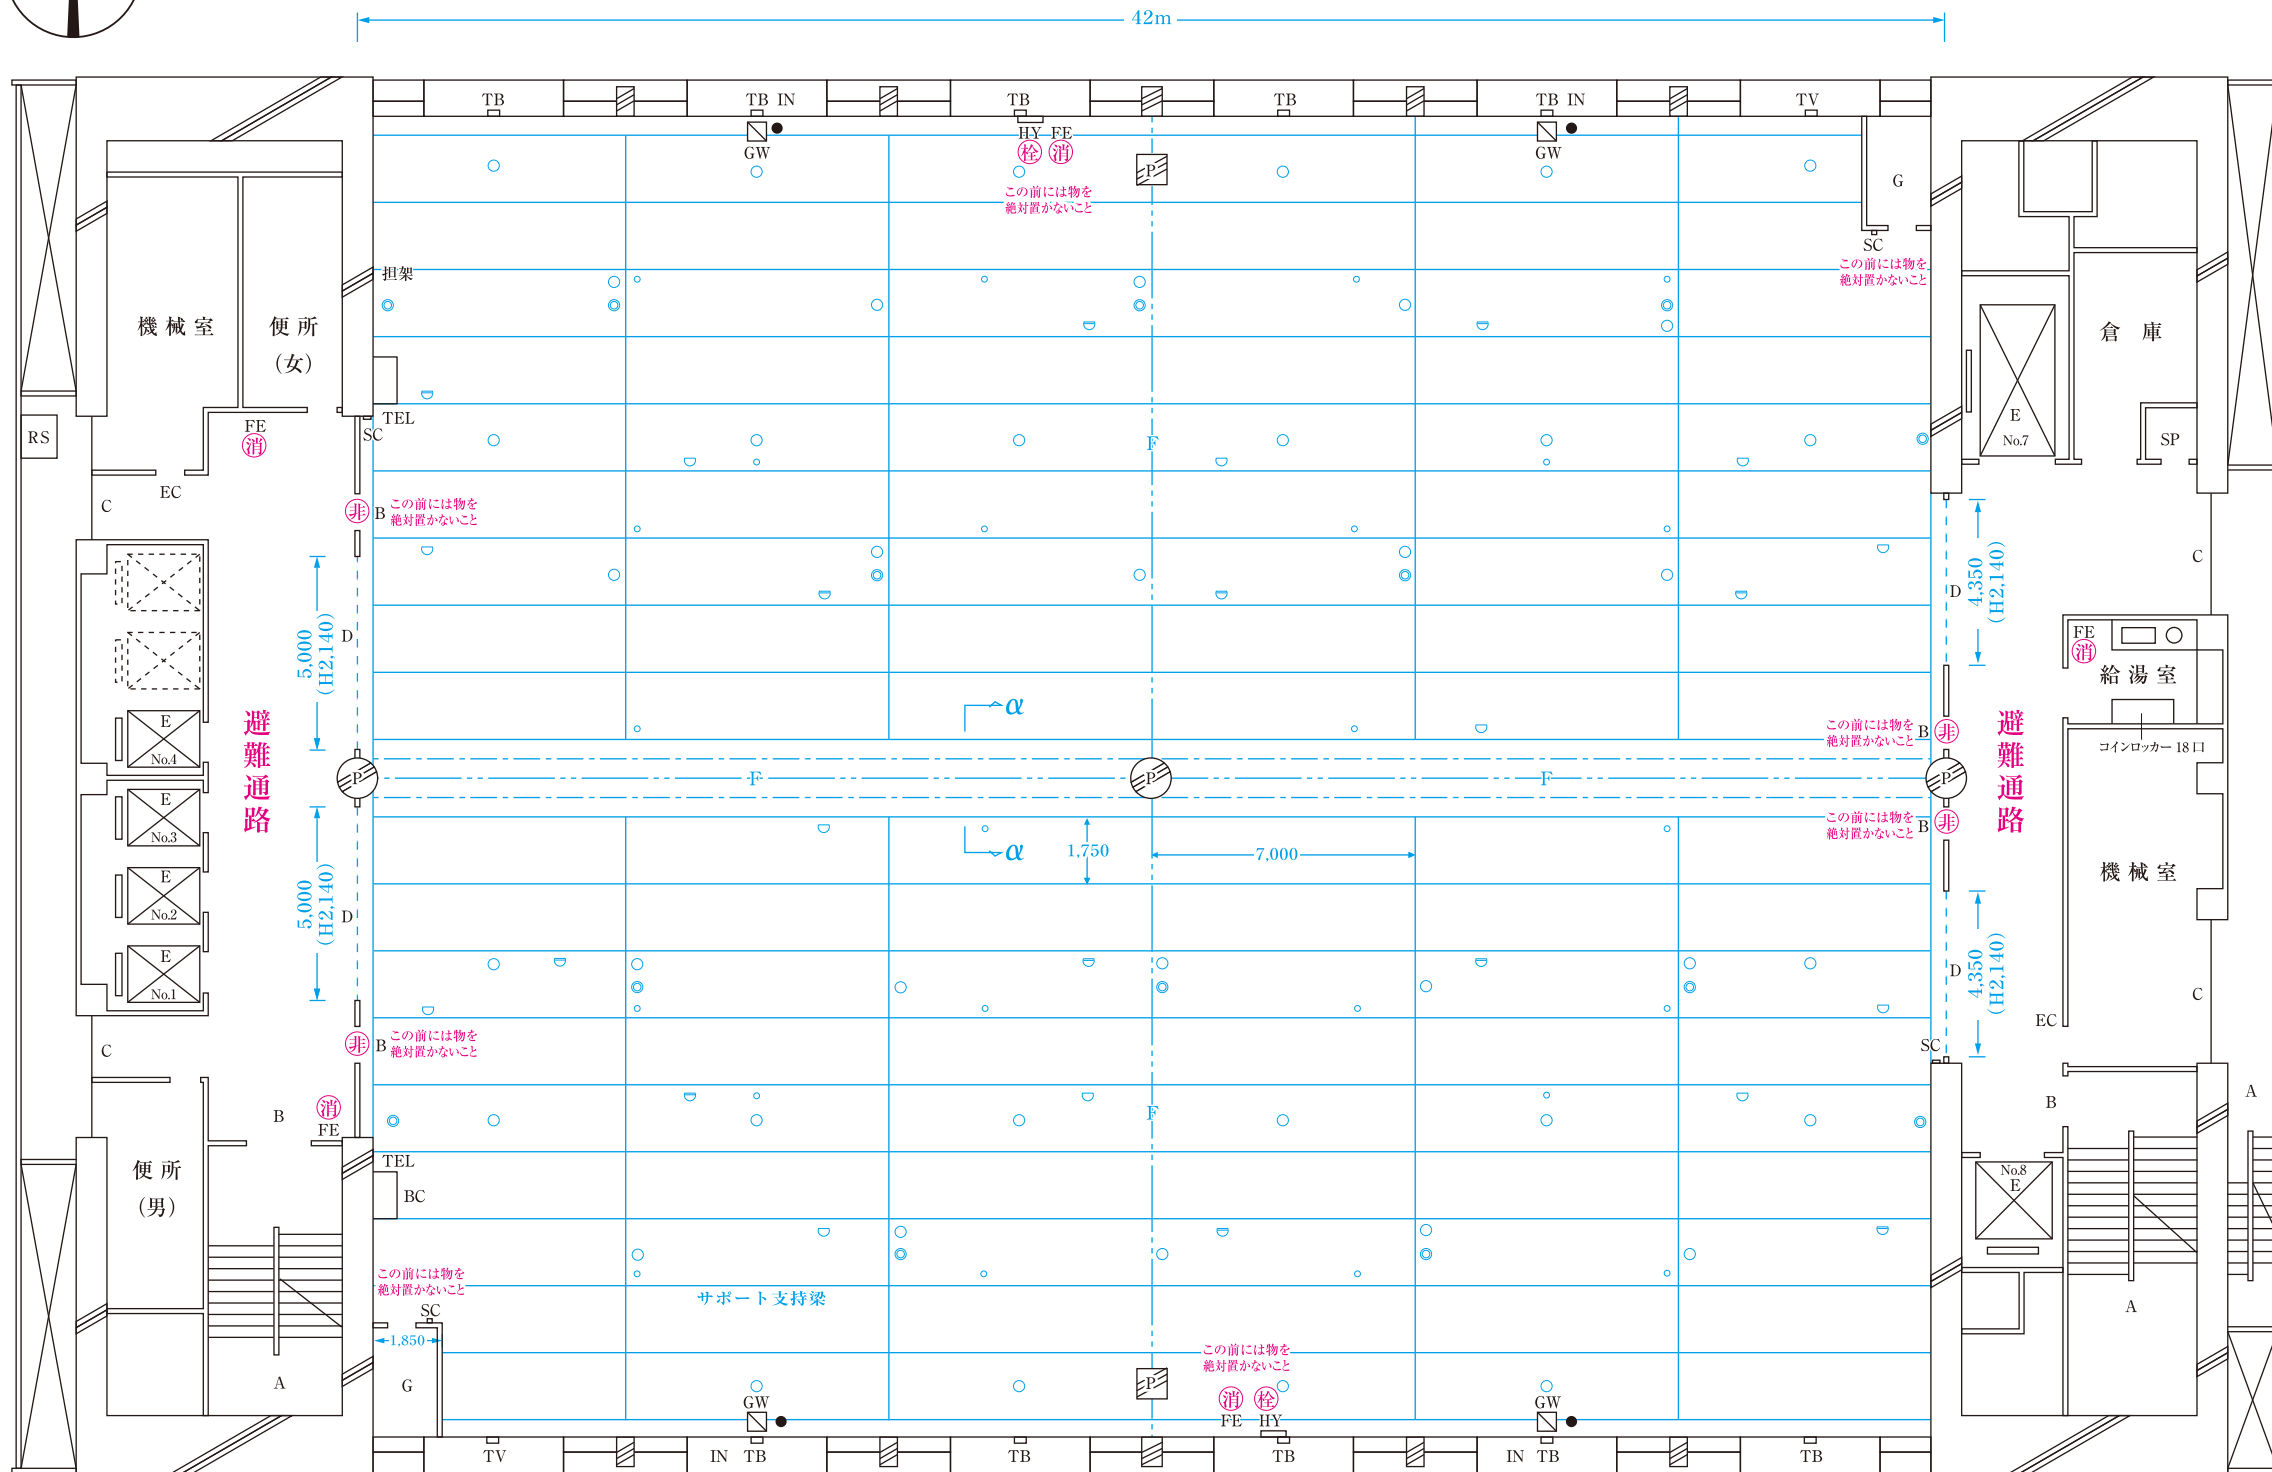 42m
TB
TB IN
TB
TB
TB IN
TV
GW
HY FE
栓 消
P
GW
G
この前には物を
絶対置かないこと
SC
この前には物を
絶対置かないこと
担架
機械室
便所
(女)
倉 庫
E
No.7
TEL
SC
FE
消
RS
F
SP
EC
C
非 B
この前には物を
絶対置かないこと
C
D
5,000
(H2,140)
D
4,350
(H2,140)
FE
消
給湯室
コインロッカー 18口
避難通路
避難通路
α
この前には物を
絶対置かないこと
B 非
E
No.4
P
F
P
F
P
E
No.3
この前には物を
絶対置かないこと
B 非
α
1,750
7,000
機械室
E
No.2
5,000
(H2,140)
D
E
No.1
D
4,350
(H2,140)
C
EC
SC
C
非 B
この前には物を
絶対置かないこと
B
消
FE
F
B
A
TEL
BC
便所
(男)
No.8
E
この前には物を
絶対置かないこと
SC
サポート支持梁
A
1,850
この前には物を
絶対置かないこと
A
G
GW
P
消 栓
FE HY
GW
TV
IN TB
TB
TB
IN TB
TB